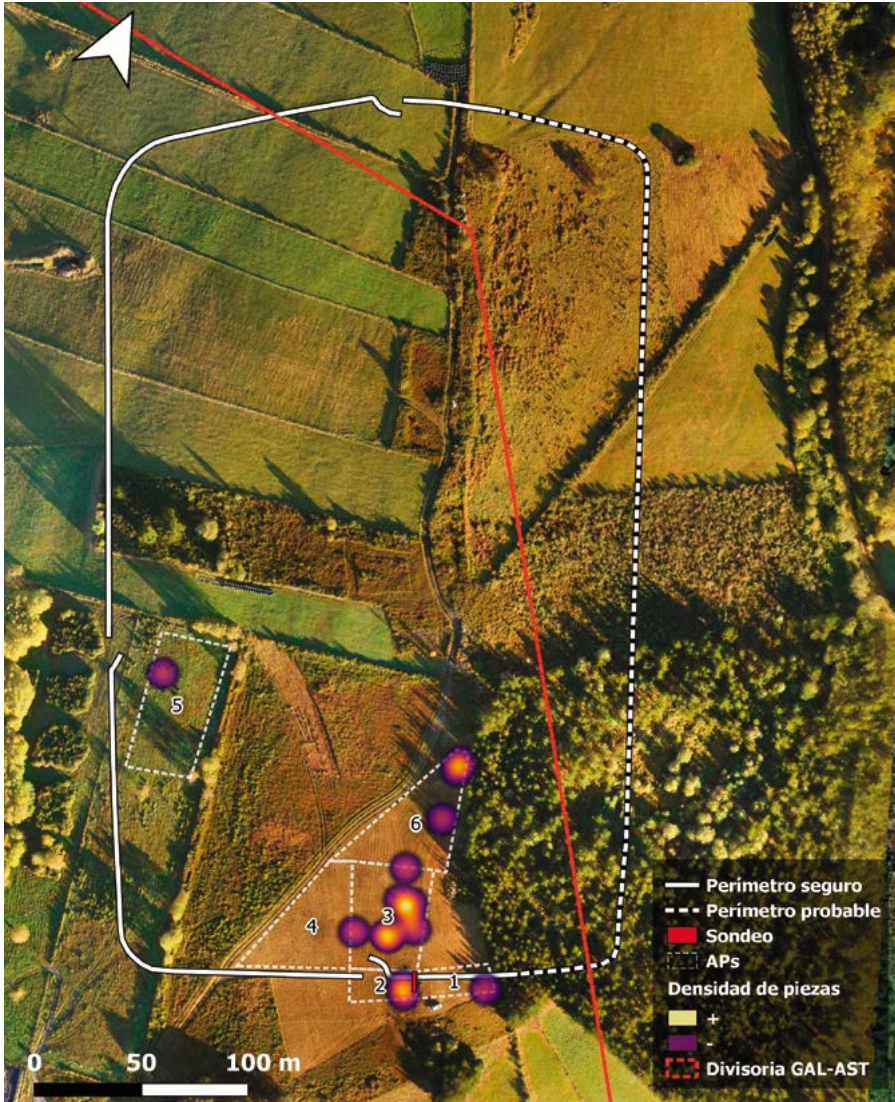 5
6
4
3
2
1
0 50 100 m
Perímetro seguro
Perímetro probable
Sondeo
APs
Densidad de piezas
+
-
Divisoria GAL-AST